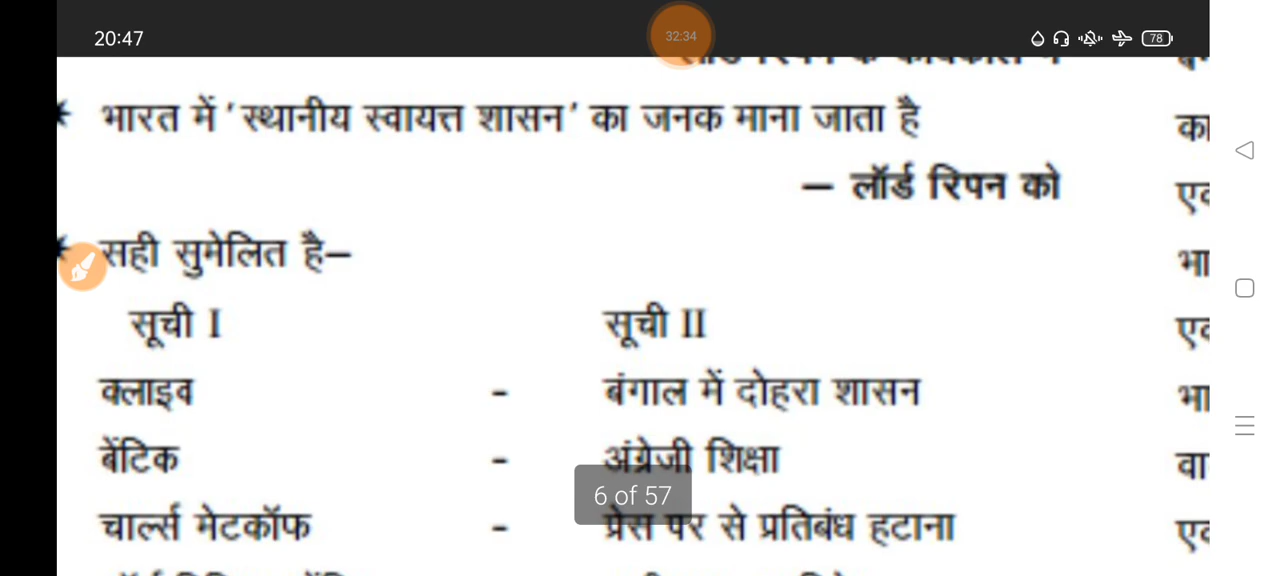 20:47
32:34
78
भारत में 'स्थानीय स्वायत्त शासन' का जनक माना जाता है
– लॉर्ड रिपन को
सही सुमेलित है–
सूची I सूची II
क्लाइव - बंगाल में दोहरा शासन
बेंटिक - अंग्रेजी शिक्षा
6 of 57
चार्ल्स मेटकॉफ - प्रेस पर से प्रतिबंध हटाना